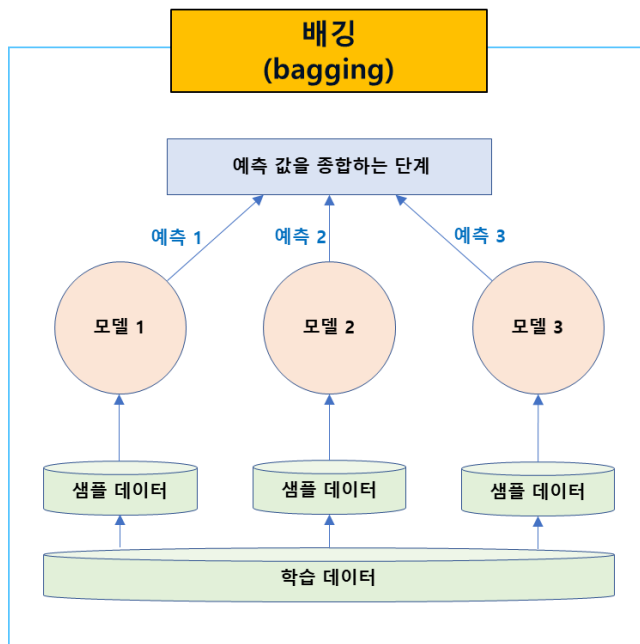 배깅
(bagging)
예측 값을 종합하는 단계
예측 1
예측 2
예측 3
모델 1
모델 2
모델 3
샘플 데이터
샘플 데이터
샘플 데이터
학습 데이터